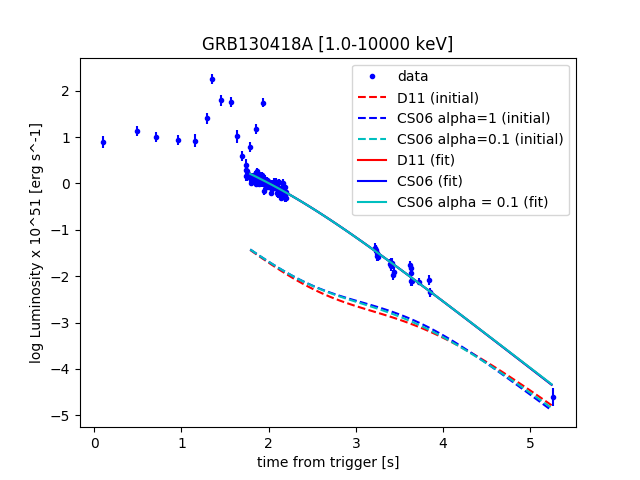 GRB130418A [1.0-10000 keV]
data
D11 (initial)
CS06 alpha=1 (initial)
CS06 alpha=0.1 (initial)
D11 (fit)
CS06 (fit)
CS06 alpha = 0.1 (fit)
log Luminosity x 10^51 [erg s^-1]
2
1
0
−1
−2
−3
−4
−5
0 1 2 3 4 5
time from trigger [s]